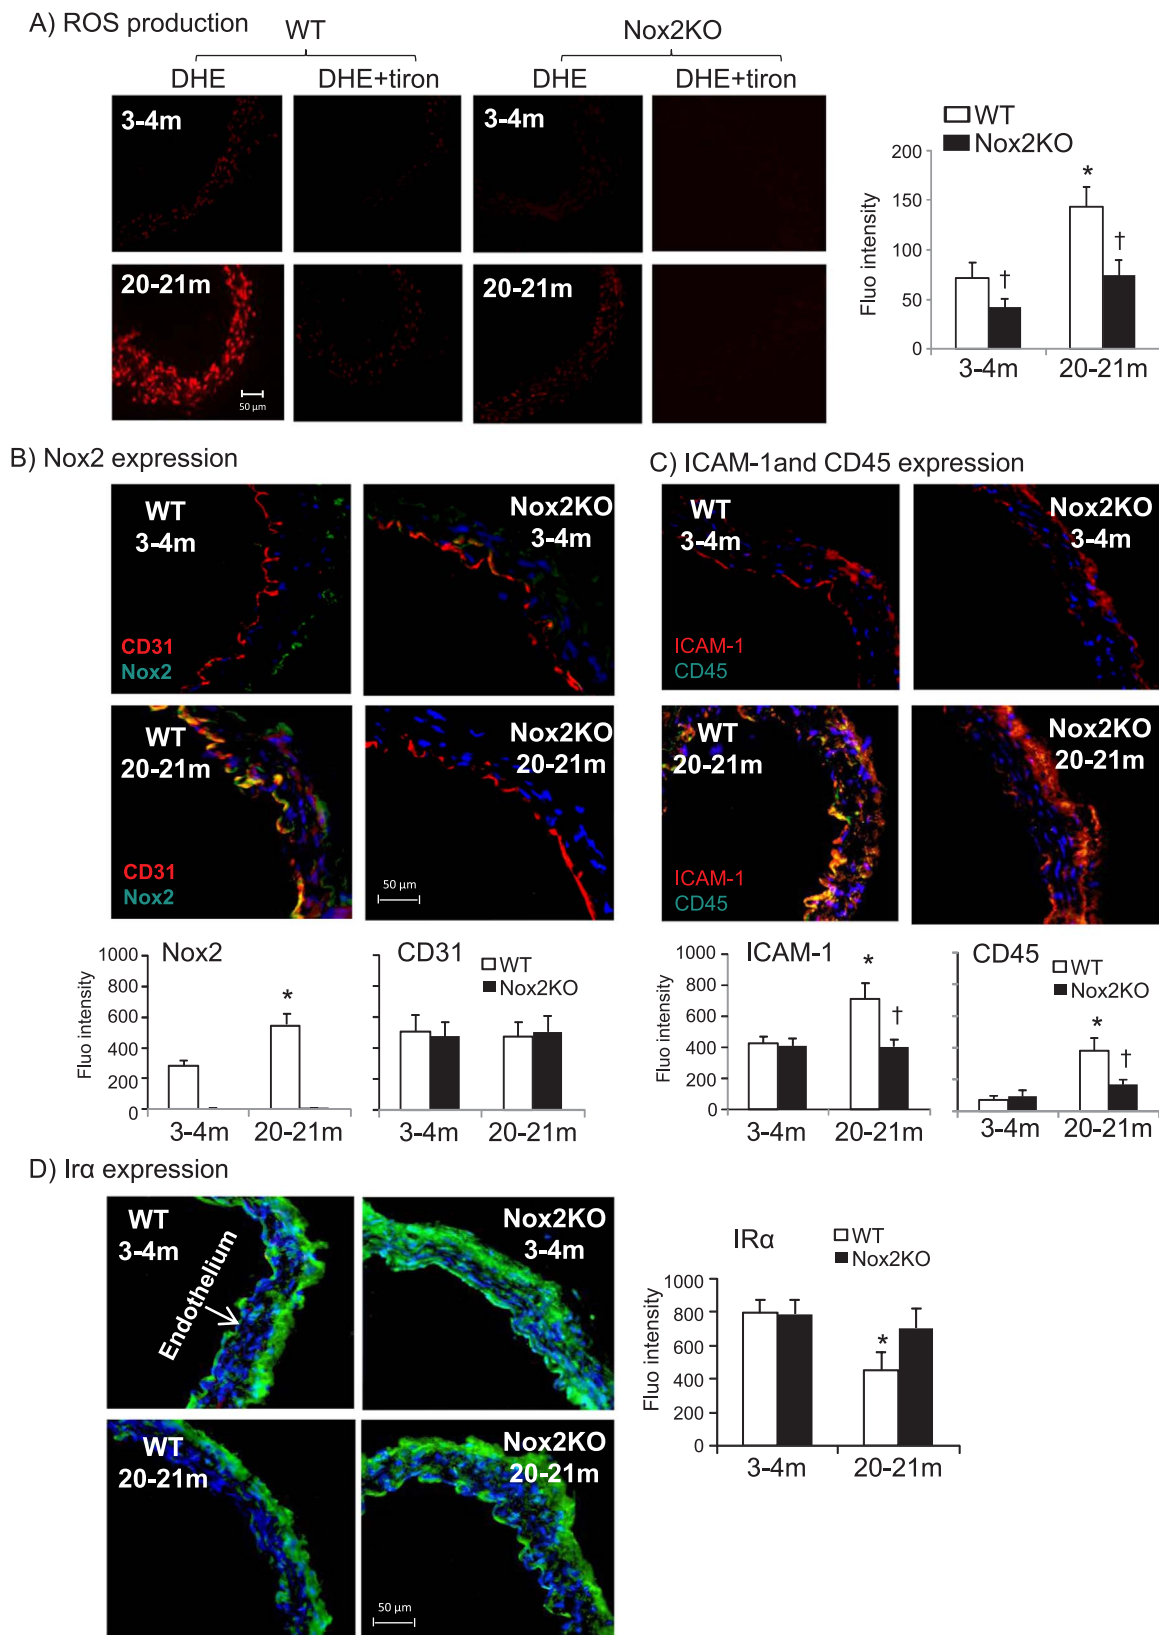 A) ROS production
WT
Nox2KO
DHE
DHE+tiron
DHE
DHE+tiron
3-4m
3-4m
20-21m
20-21m
50 µm
WT
Nox2KO
Fluo intensity
200
150
100
50
0
*
†
†
3-4m
20-21m
B) Nox2 expression
WT
3-4m
CD31
Nox2
Nox2KO
3-4m
WT
20-21m
CD31
Nox2
Nox2KO
20-21m
50 µm
Nox2
Fluo intensity
1000
800
600
400
200
0
*
3-4m
20-21m
CD31
WT
Nox2KO
3-4m
20-21m
C) ICAM-1and CD45 expression
WT
3-4m
ICAM-1
CD45
Nox2KO
3-4m
WT
20-21m
ICAM-1
CD45
Nox2KO
20-21m
ICAM-1
Fluo intensity
1000
800
600
400
200
0
*
†
3-4m
20-21m
CD45
WT
Nox2KO
*
†
3-4m
20-21m
D) Irα expression
WT
3-4m
Endothelium
Nox2KO
3-4m
WT
20-21m
Nox2KO
20-21m
50 µm
IRα
WT
Nox2KO
Fluo intensity
1000
800
600
400
200
0
*
3-4m
20-21m